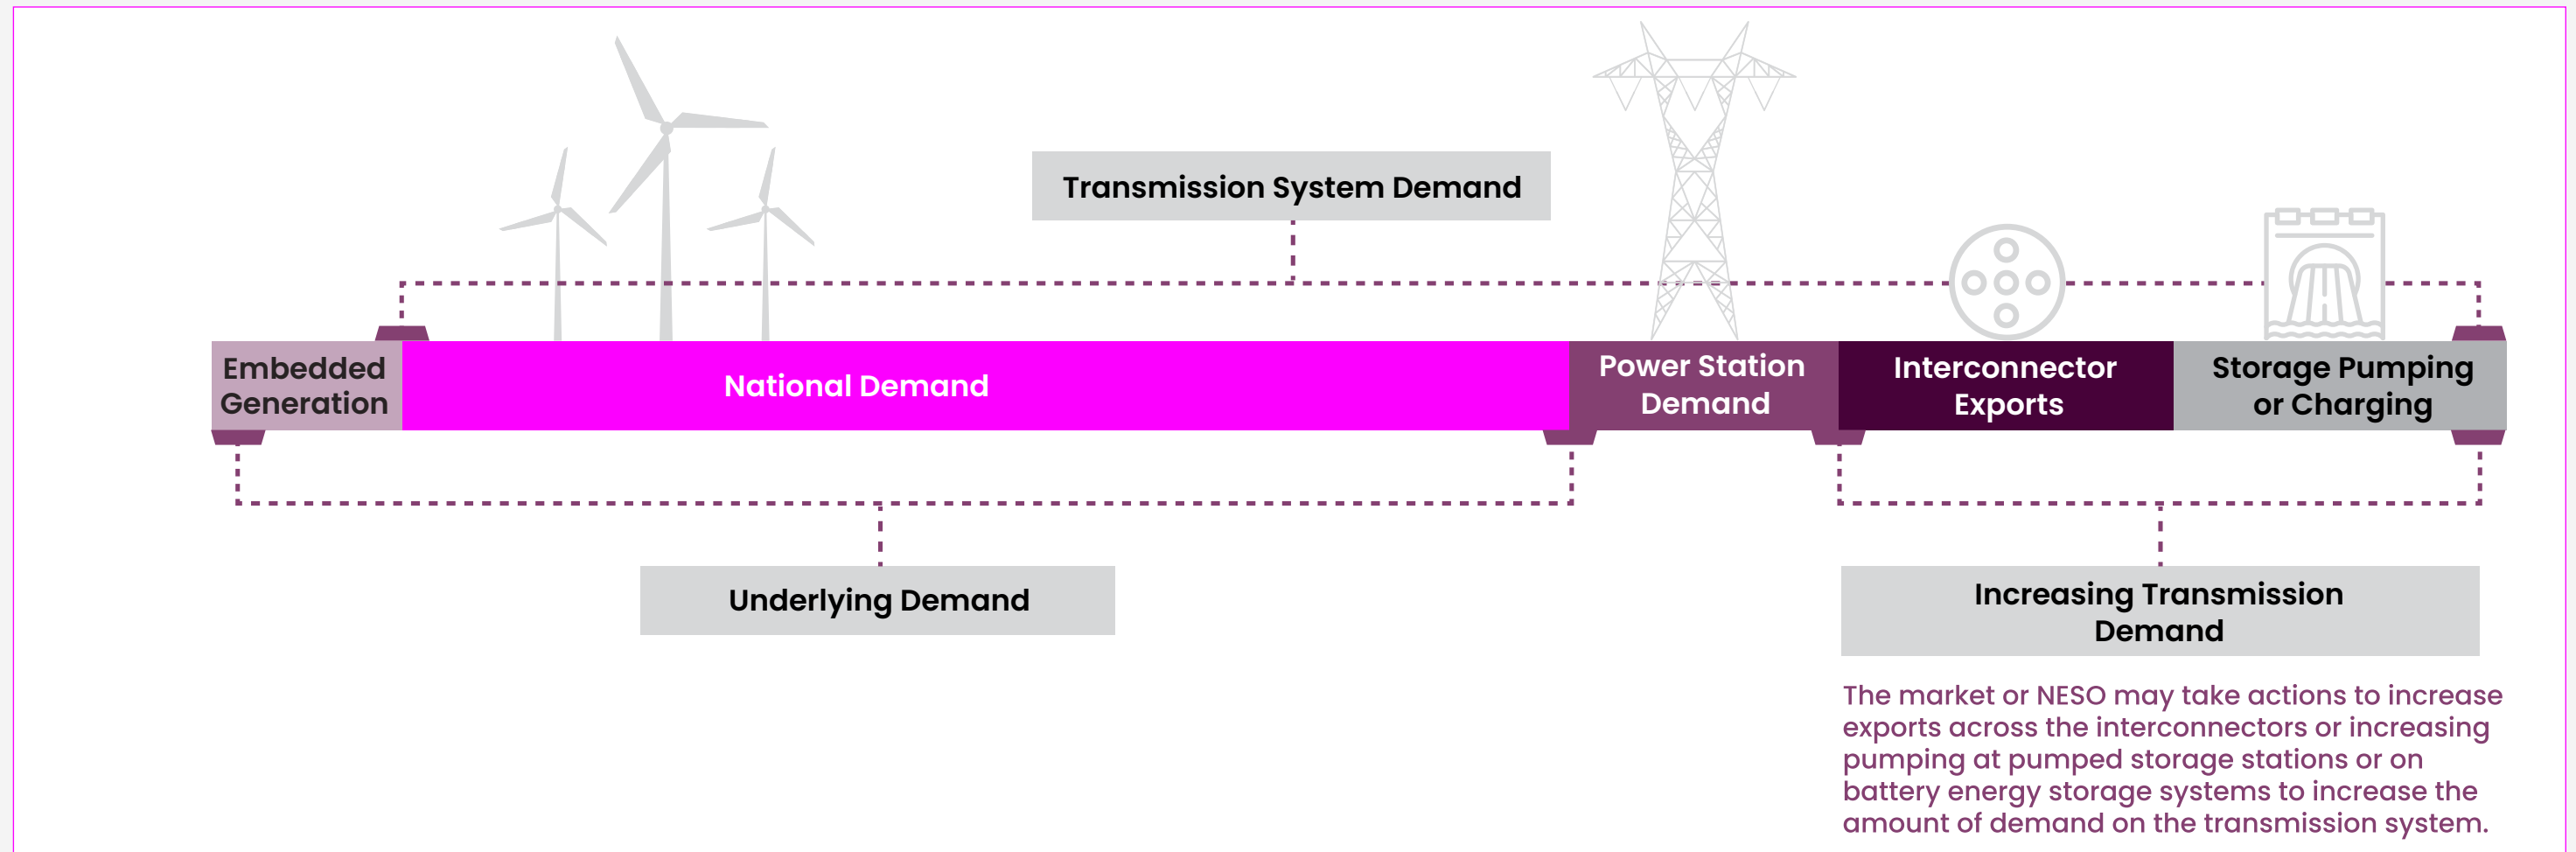 Transmission System Demand
Embedded
Generation
National Demand
Power Station
Demand
Interconnector
Exports
Storage Pumping
or Charging
Underlying Demand
Increasing Transmission
Demand
The market or NESO may take actions to increase
exports across the interconnectors or increasing
pumping at pumped storage stations or on
battery energy storage systems to increase the
amount of demand on the transmission system.